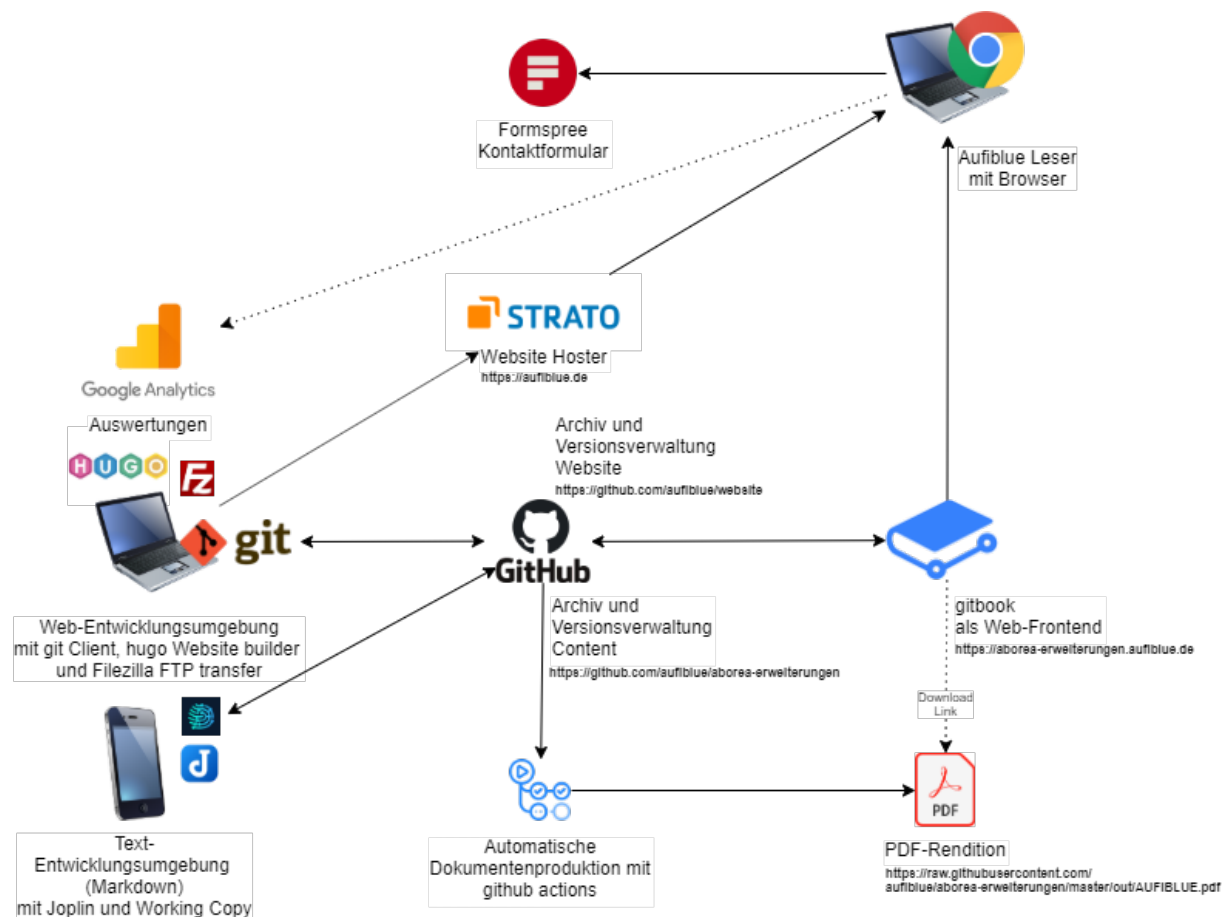 Formspree
Kontaktformular
Aufiblue Leser
mit Browser
STRATO
Website Hoster
https://aufiblue.de
Google Analytics
Auswertungen
HUGO
FZ
git
Archiv und
Versionsverwaltung
Website
https://github.com/aufiblue/website
GitHub
Web-Entwicklungsumgebung
mit git Client, hugo Website builder
und Filezilla FTP transfer
Archiv und
Versionsverwaltung
Content
https://github.com/aufiblue/aborea-erweiterungen
gitbook
als Web-Frontend
https://aborea-erweiterungen.aufiblue.de
Download
Link
Text-
Entwicklungsumgebung
(Markdown)
mit Joplin und Working Copy
Automatische
Dokumentenproduktion mit
github actions
PDF
PDF-Rendition
https://raw.githubusercontent.com/
aufiblue/aborea-erweiterungen/master/out/AUFIBLUE.pdf